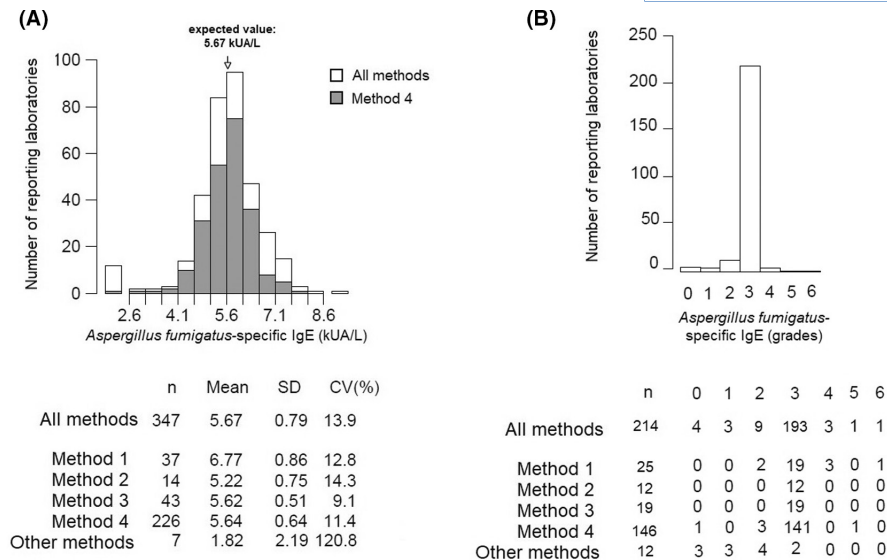 (A)
expected value:
5.67 kUA/L
All methods
Method 4
Number of reporting laboratories
100
80
60
40
20
0
2.6 4.1 5.6 7.1 8.6
Aspergillus fumigatus-specific IgE (kUA/L)
n Mean SD CV(%)
All methods 347 5.67 0.79 13.9
Method 1 37 6.77 0.86 12.8
Method 2 14 5.22 0.75 14.3
Method 3 43 5.62 0.51 9.1
Method 4 226 5.64 0.64 11.4
Other methods 7 1.82 2.19 120.8
(B)
Number of reporting laboratories
250
200
150
100
50
0
0 1 2 3 4 5 6
Aspergillus fumigatus-
specific IgE (grades)
n 0 1 2 3 4 5 6
All methods 214 4 3 9 193 3 1 1
Method 1 25 0 0 2 19 3 0 1
Method 2 12 0 0 0 12 0 0 0
Method 3 19 0 0 0 19 0 0 0
Method 4 146 1 0 3 141 0 1 0
Other methods 12 3 3 4 2 0 0 0